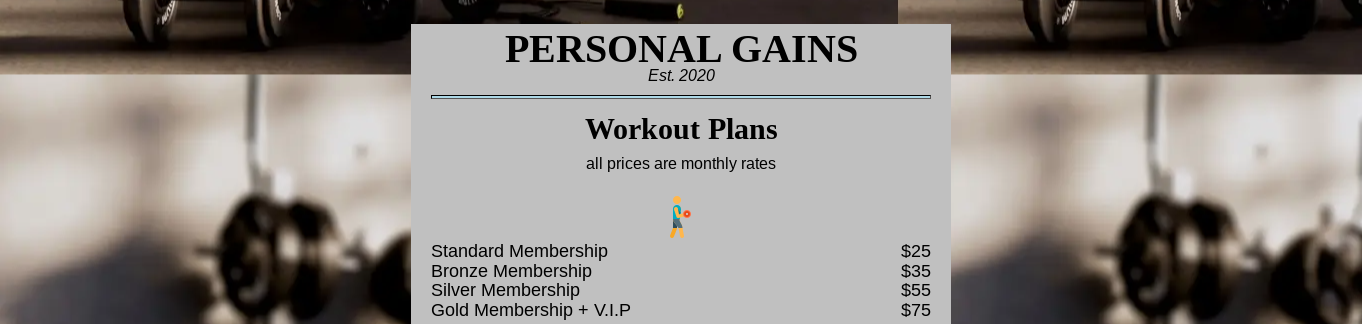 PERSONAL GAINS
Est. 2020
Workout Plans
all prices are monthly rates
Standard Membership $25
Bronze Membership $35
Silver Membership $55
Gold Membership + V.I.P $75